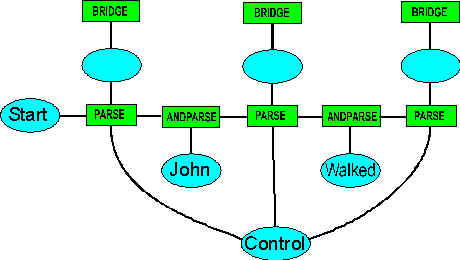 BRIDGE BRIDGE BRIDGE
Start PARSE ANDPARSE PARSE ANDPARSE PARSE
John Walked
Control